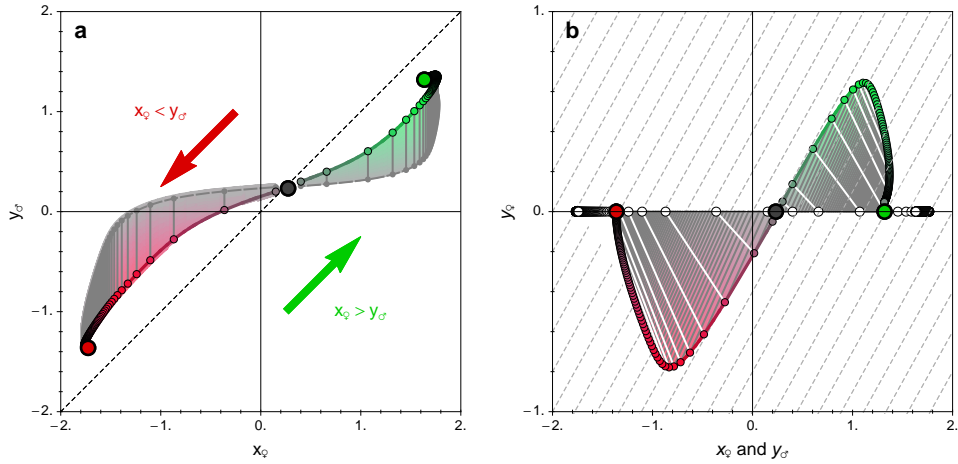 a
2.
1.
0.
−1.
−2.
−2.
−1.
0
1.
2.
x♀ < y♂
x♀ > y♂
y♂
x♀
b
1.
0.
−1.
−2.
−1.
0
1.
2.
y♀
x♀ and y♂